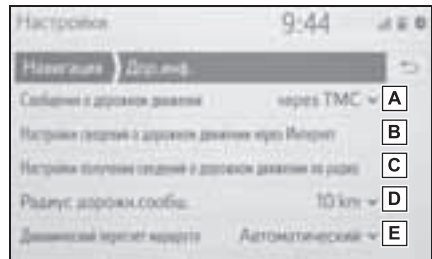 Настройки 9:44
Навигация Дор.инф.
Сообщения о дорожном движении через TMC A
Настройки сведений о дорожном движении через Интернет B
Настройки получения сведений о дорожном движении по радио C
Радиус дорожн.сообщ. 10 km D
Динамический пересчет маршрута Автоматический E